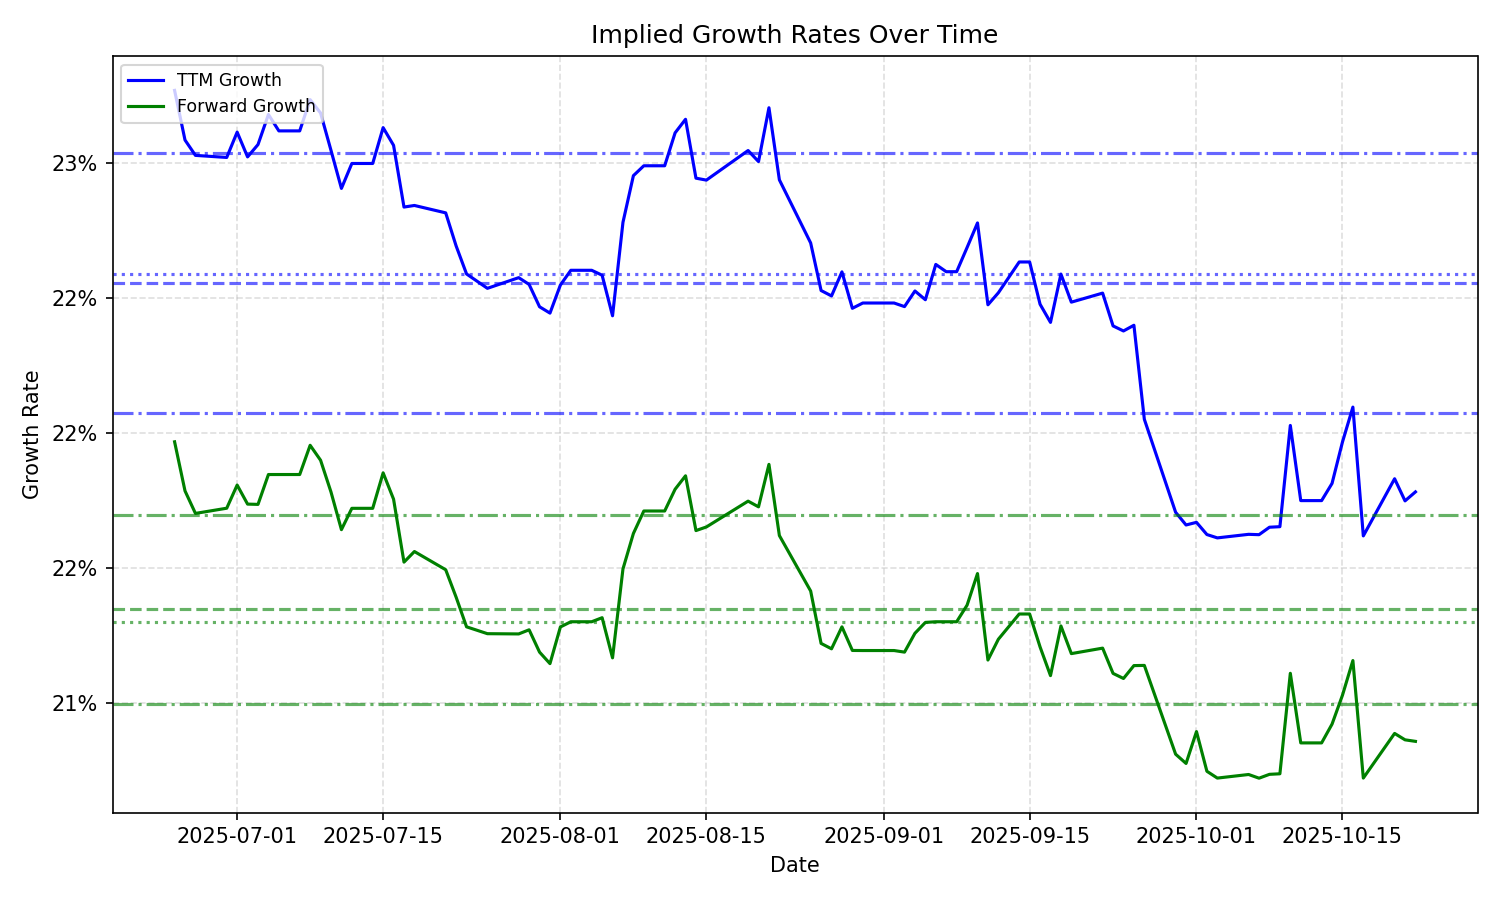 Implied Growth Rates Over Time
TTM Growth
Forward Growth
23%
22%
22%
22%
21%
Growth Rate
2025-07-01
2025-07-15
2025-08-01
2025-08-15
2025-09-01
2025-09-15
2025-10-01
2025-10-15
Date